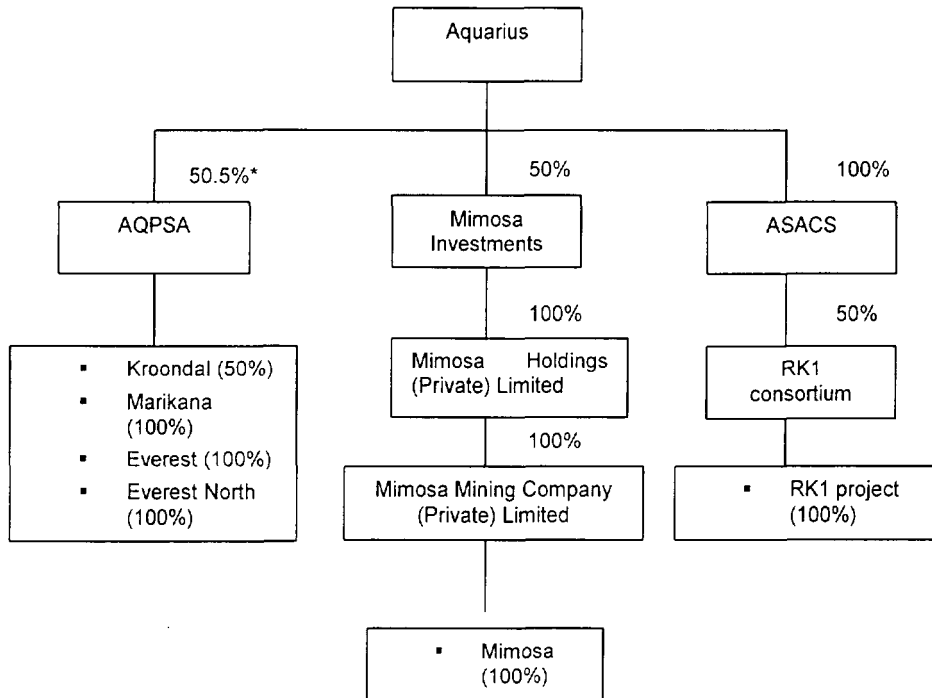 Aquarius
50.5%*
50%
100%
AQPSA
Mimosa
Investments
ASACS
100%
50%
▪ Kroondal (50%)
▪ Marikana
(100%)
▪ Everest (100%)
▪ Everest North
(100%)
Mimosa Holdings
(Private) Limited
RK1
consortium
100%
Mimosa Mining Company
(Private) Limited
▪ RK1 project
(100%)
▪ Mimosa
(100%)